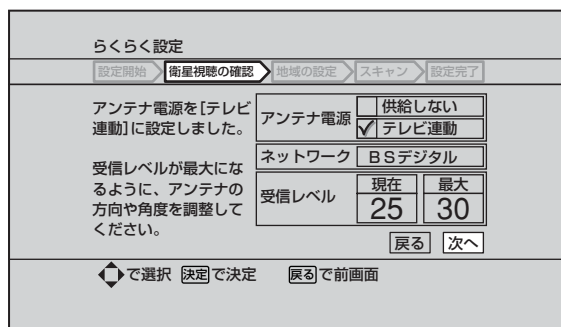 らくらく設定
設定開始 衛星視聴の確認 地域の設定 スキャン 設定完了
アンテナ電源を[テレビ
連動]に設定しました。
受信レベルが最大にな
るように、アンテナの
方向や角度を調整して
ください。
アンテナ電源
供給しない
テレビ連動
ネットワーク BSデジタル
受信レベル
現在 最大
25 30
戻る 次へ
で選択 決定で決定 戻るで前画面